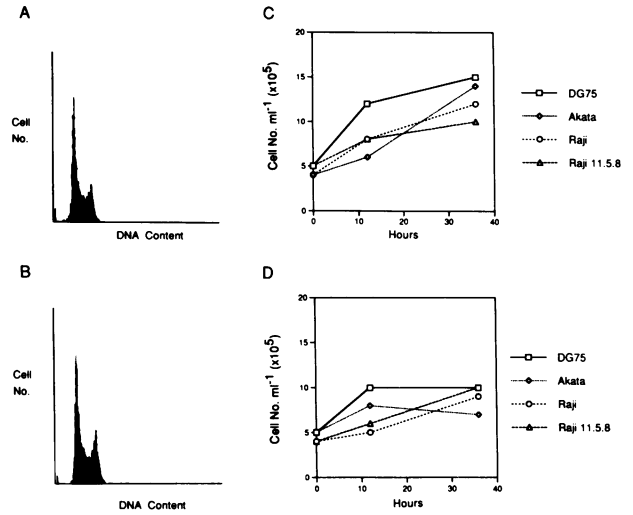 A
Cell
No.
DNA Content
C
Cell No. ml⁻¹ (x10⁵)
20
15
10
5
0
0 10 20 30 40
Hours
DG75
Akata
Raji
Raji 11.5.8
B
Cell
No.
DNA Content
D
Cell No. ml⁻¹ (x10⁵)
20
15
10
5
0
0 10 20 30 40
Hours
DG75
Akata
Raji
Raji 11.5.8